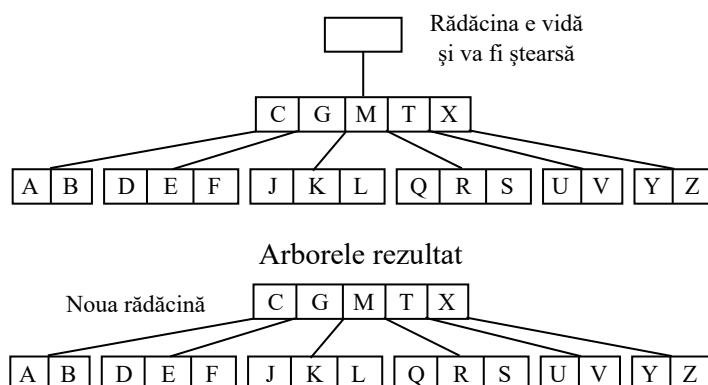 Rădăcina e vidă
şi va fi ştearsă
C G M T X
A B D E F J K L Q R S U V Y Z
Arborele rezultat
Noua rădăcină
C G M T X
A B D E F J K L Q R S U V Y Z